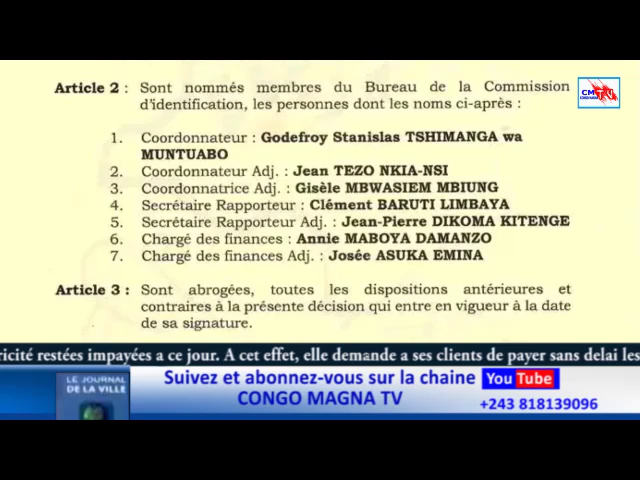 Article 2 : Sont nommés membres du Bureau de la Commission
d'identification, les personnes dont les noms ci-après :
1. Coordonnateur : Godefroy Stanislas TSHIMANGA wa
MUNTUABO
2. Coordonnateur Adj. : Jean TEZO NKIA-NSI
3. Coordonnatrice Adj. : Gisèle MBWASIEM MBIUNG
4. Secrétaire Rapporteur : Clément BARUTI LIMBAYA
5. Secrétaire Rapporteur Adj. : Jean-Pierre DIKOMA KITENGE
6. Chargé des finances : Annie MABOYA DAMANZO
7. Chargé des finances Adj. : Josée ASUKA EMINA
Article 3 : Sont abrogées, toutes les dispositions antérieures et
contraires à la présente décision qui entre en vigueur à la date
de sa signature.
ricité restées impayées a ce jour. A cet effet, elle demande a ses clients de payer sans delai les
LE JOURNAL
DE LA VILLE
Suivez et abonnez-vous sur la chaine YouTube
CONGO MAGNA TV
+243 818139096